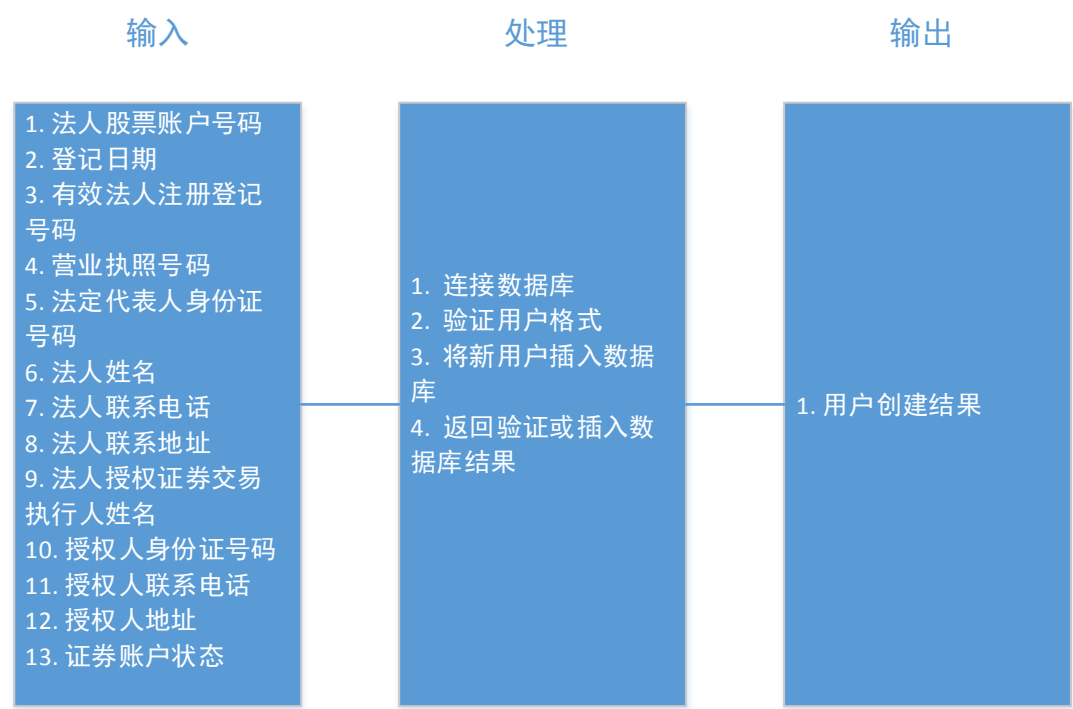 输入
处理
输出
1. 法人股票账户号码
2. 登记日期
3. 有效法人注册登记
号码
4. 营业执照号码
5. 法定代表人身份证
号码
6. 法人姓名
7. 法人联系电话
8. 法人联系地址
9. 法人授权证券交易
执行人姓名
10. 授权人身份证号码
11. 授权人联系电话
12. 授权人地址
13. 证券账户状态
1. 连接数据库
2. 验证用户格式
3. 将新用户插入数据
库
4. 返回验证或插入数
据库结果
1. 用户创建结果